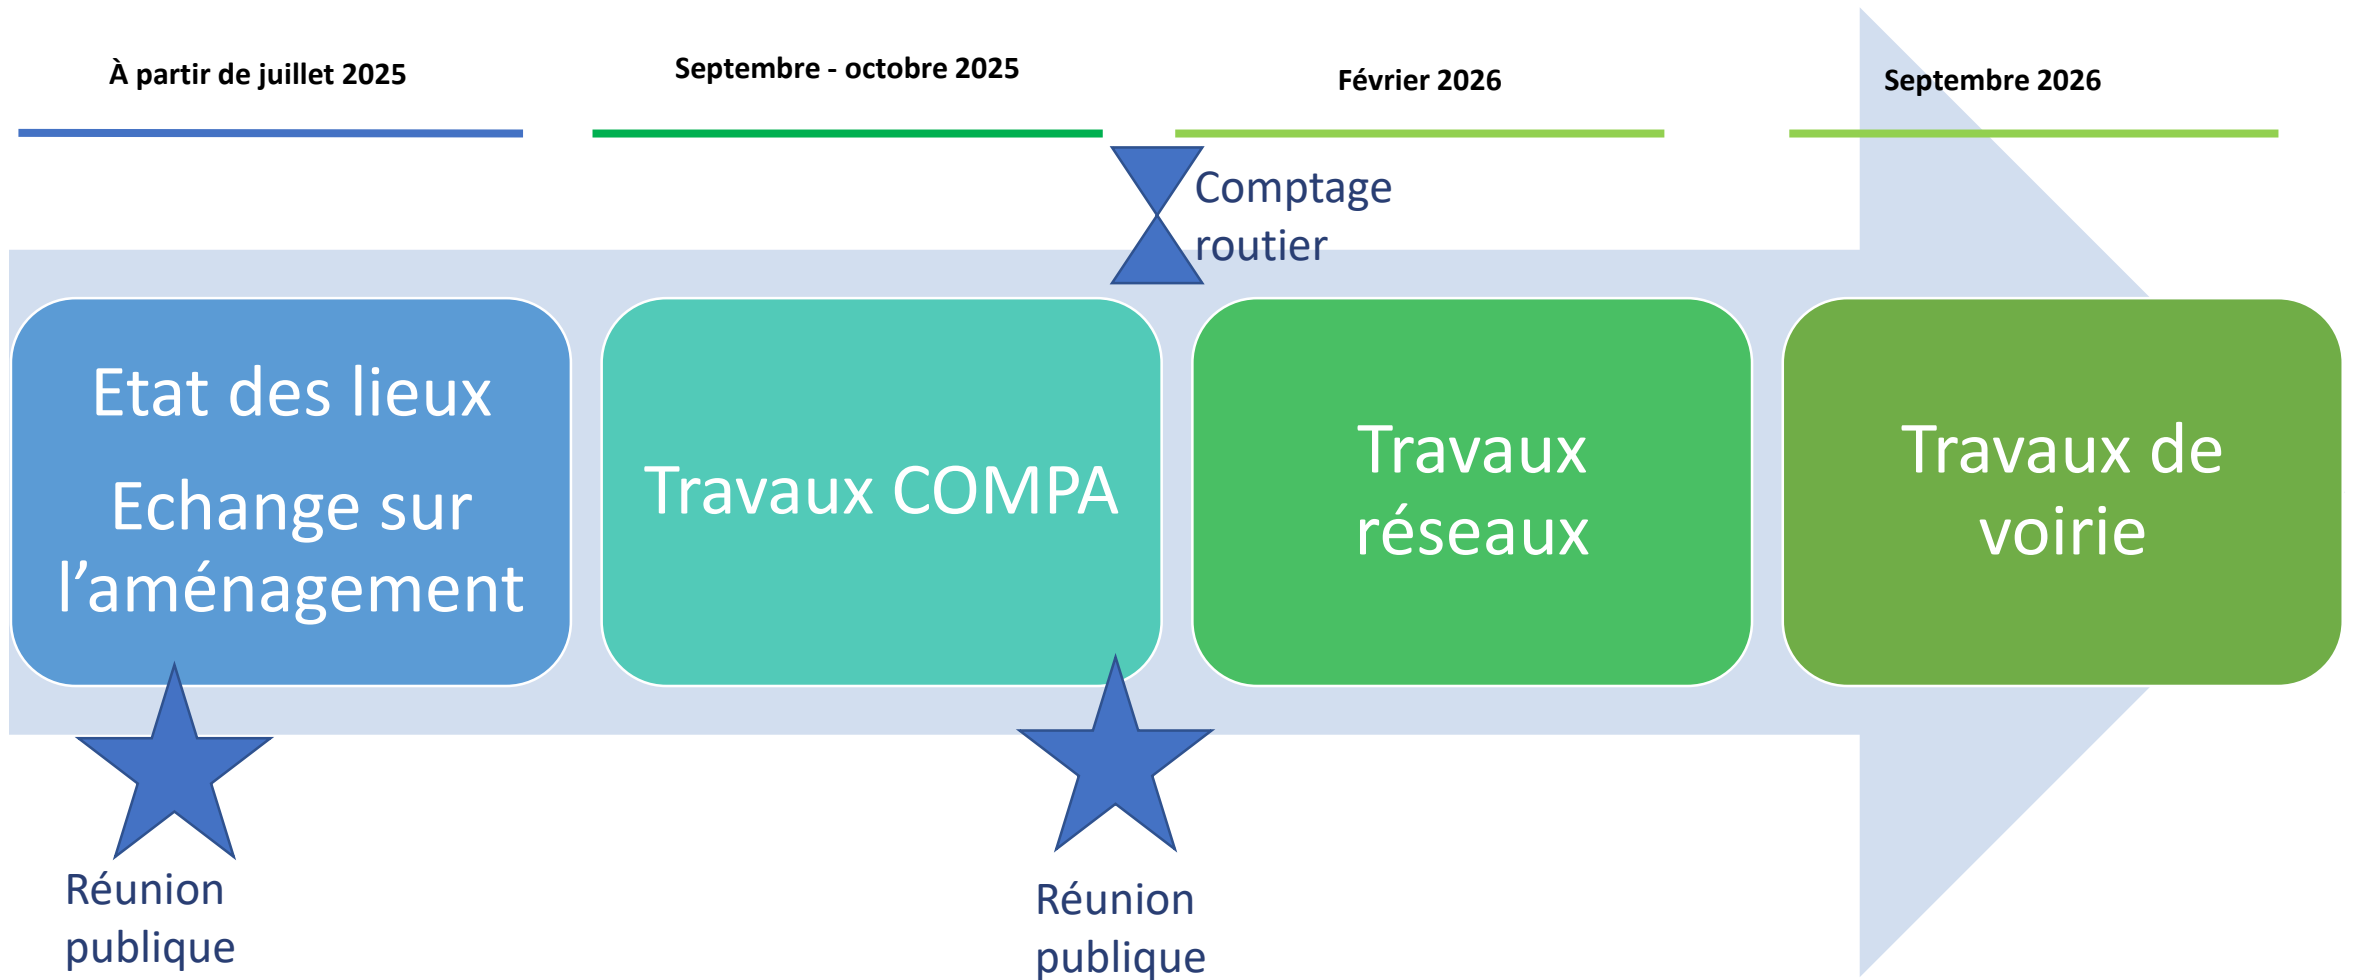 À partir de juillet 2025
Septembre - octobre 2025
Février 2026
Septembre 2026
Comptage
routier
Etat des lieux
Echange sur
l’aménagement
Travaux COMPA
Travaux
réseaux
Travaux de
voirie
Réunion
publique
Réunion
publique